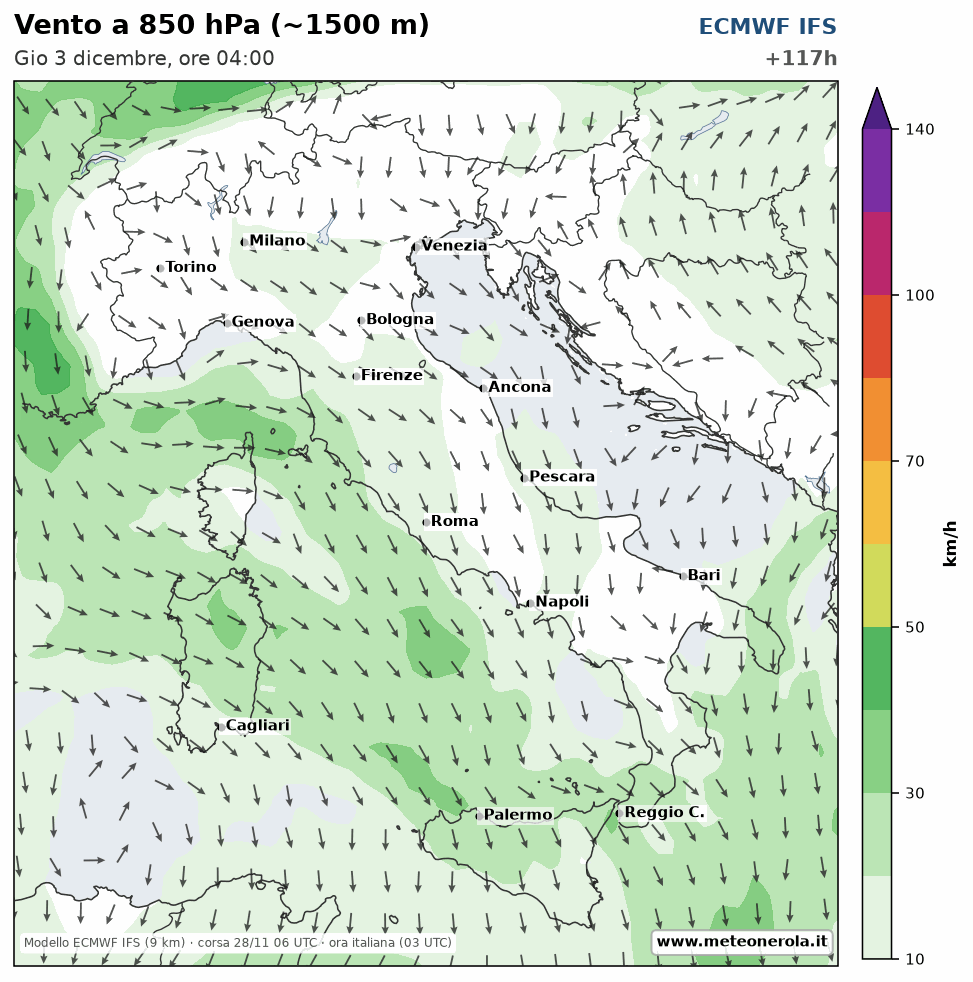 Vento a 850 hPa (~1500 m)
ECMWF IFS
Gio 3 dicembre, ore 04:00
+117h
140
100
70
50
30
10
km/h
Milano
Venezia
Torino
Genova
Bologna
Firenze
Ancona
Pescara
Roma
Bari
Napoli
Cagliari
Palermo
Reggio C.
Modello ECMWF IFS (9 km) · corsa 28/11 06 UTC · ora italiana (03 UTC)
www.meteonerola.it